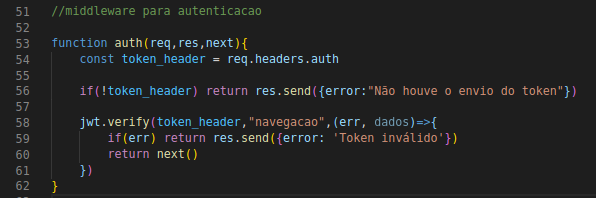 51 //middleware para autenticacao
52
53 function auth(req,res,next){
54 const token_header = req.headers.auth
55
56 if(!token_header) return res.send({error:"Não houve o envio do token"})
57
58 jwt.verify(token_header,"navegacao",(err, dados)=>{
59 if(err) return res.send({error: 'Token inválido'})
60 return next()
61 })
62 }